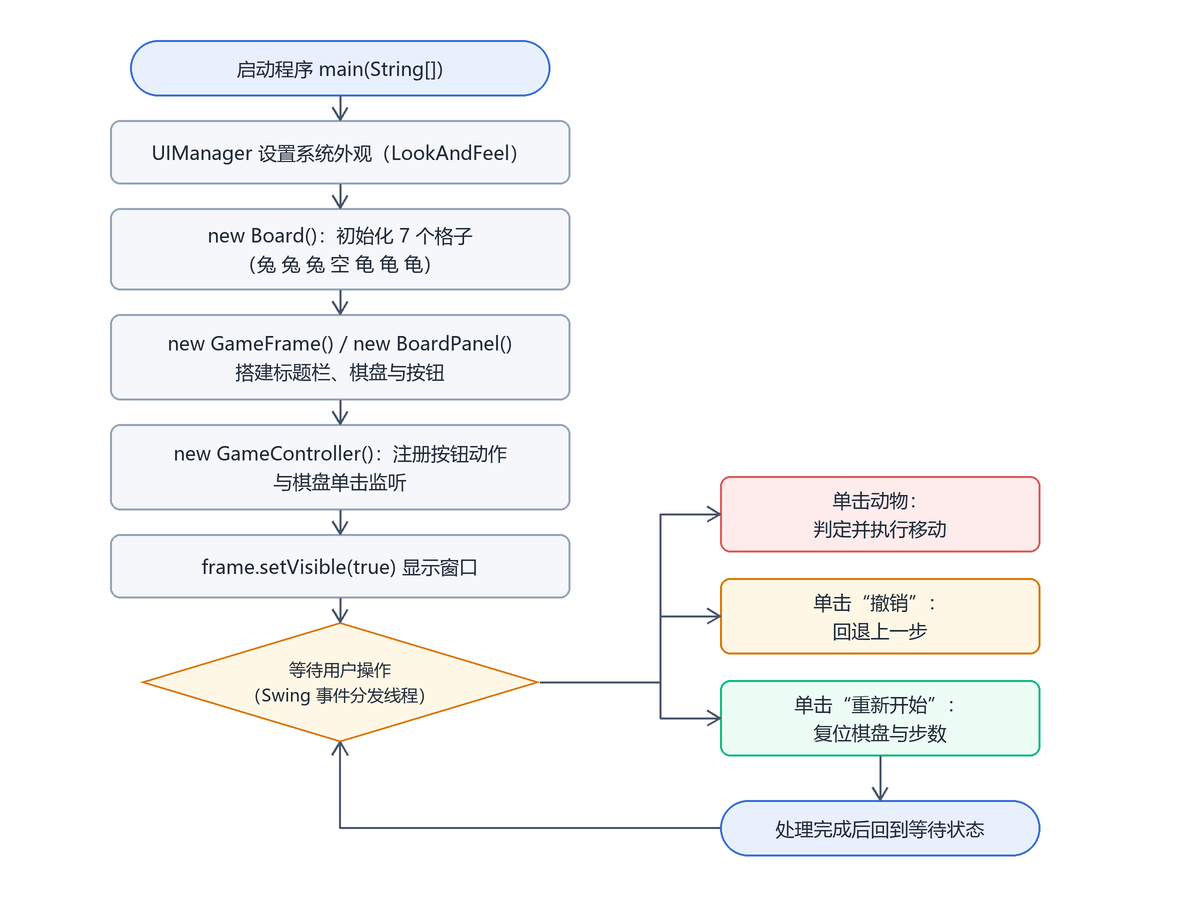 启动程序 main(String[])
UIManager 设置系统外观（LookAndFeel）
new Board()：初始化 7 个格子
（兔 兔 兔 空 龟 龟 龟）
new GameFrame() / new BoardPanel()
搭建标题栏、棋盘与按钮
new GameController()：注册按钮动作
与棋盘单击监听
frame.setVisible(true) 显示窗口
等待用户操作
（Swing 事件分发线程）
单击动物：
判定并执行移动
单击“撤销”：
回退上一步
单击“重新开始”：
复位棋盘与步数
处理完成后回到等待状态